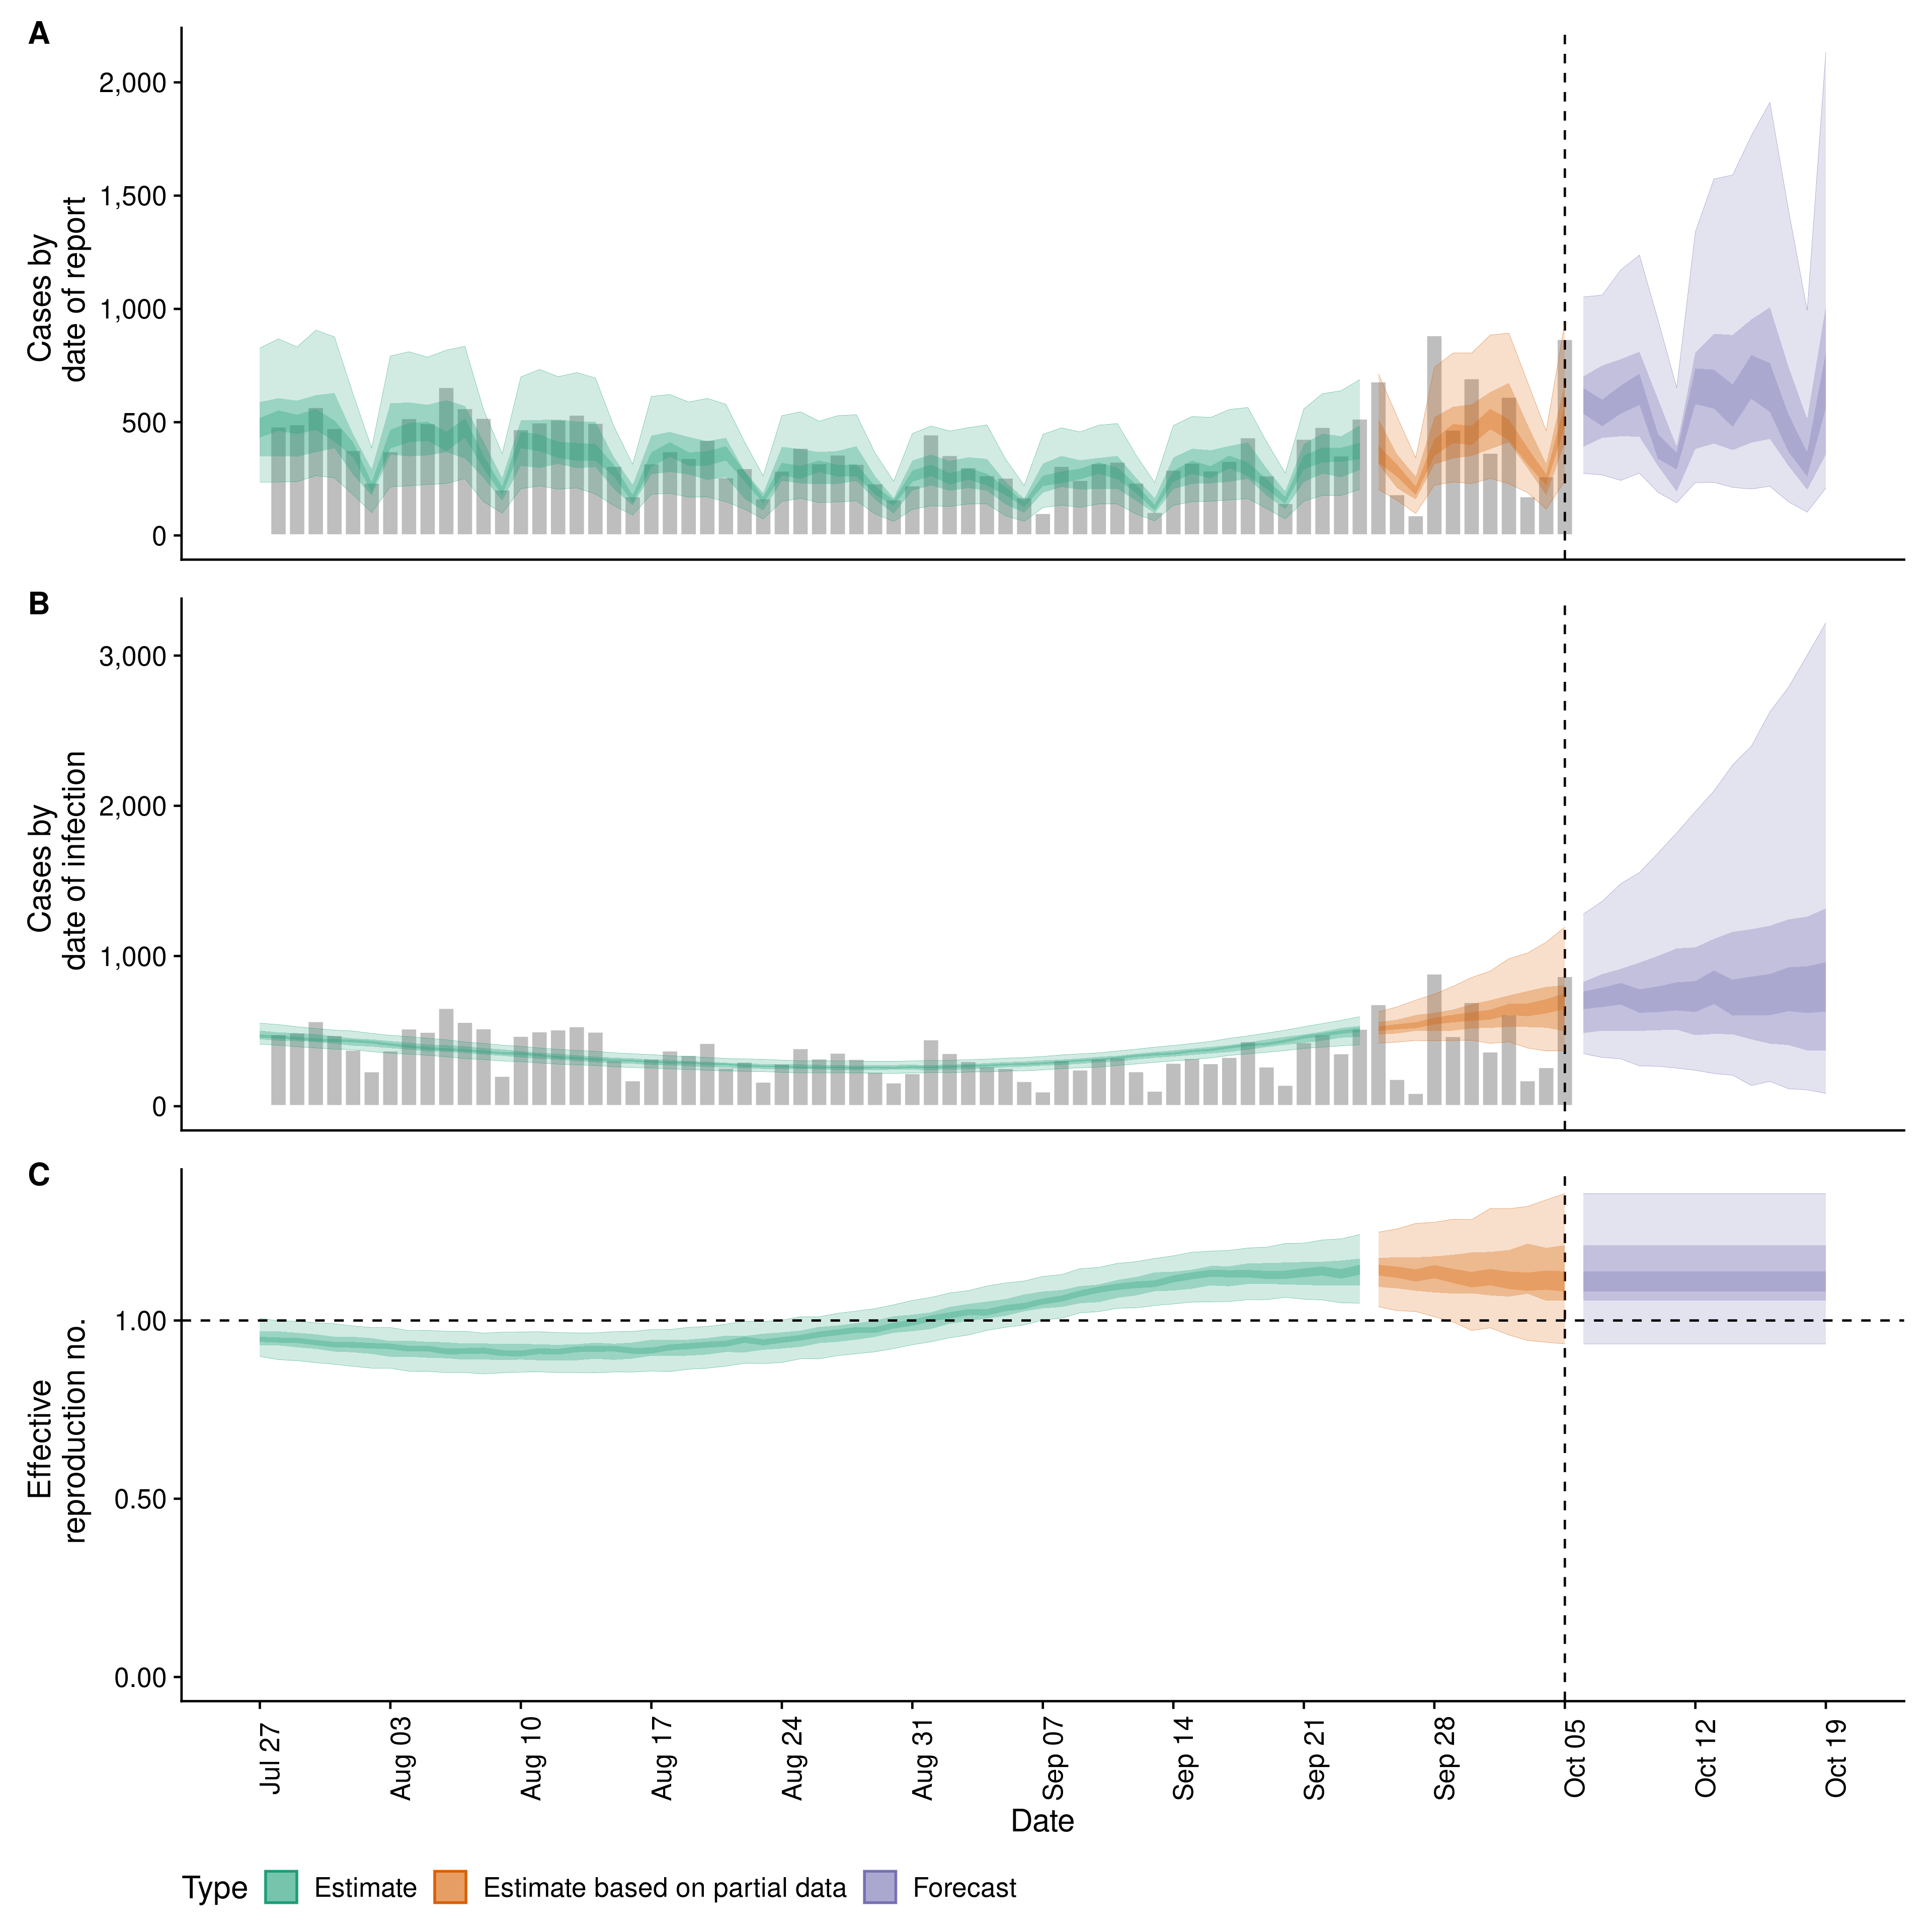 A
Cases by
date of report
2,000
1,500
1,000
500
0
B
Cases by
date of infection
3,000
2,000
1,000
0
C
Effective
reproduction no.
1.00
0.50
0.00
Jul 27
Aug 03
Aug 10
Aug 17
Aug 24
Aug 31
Sep 07
Sep 14
Sep 21
Sep 28
Oct 05
Oct 12
Oct 19
Date
Type Estimate Estimate based on partial data Forecast